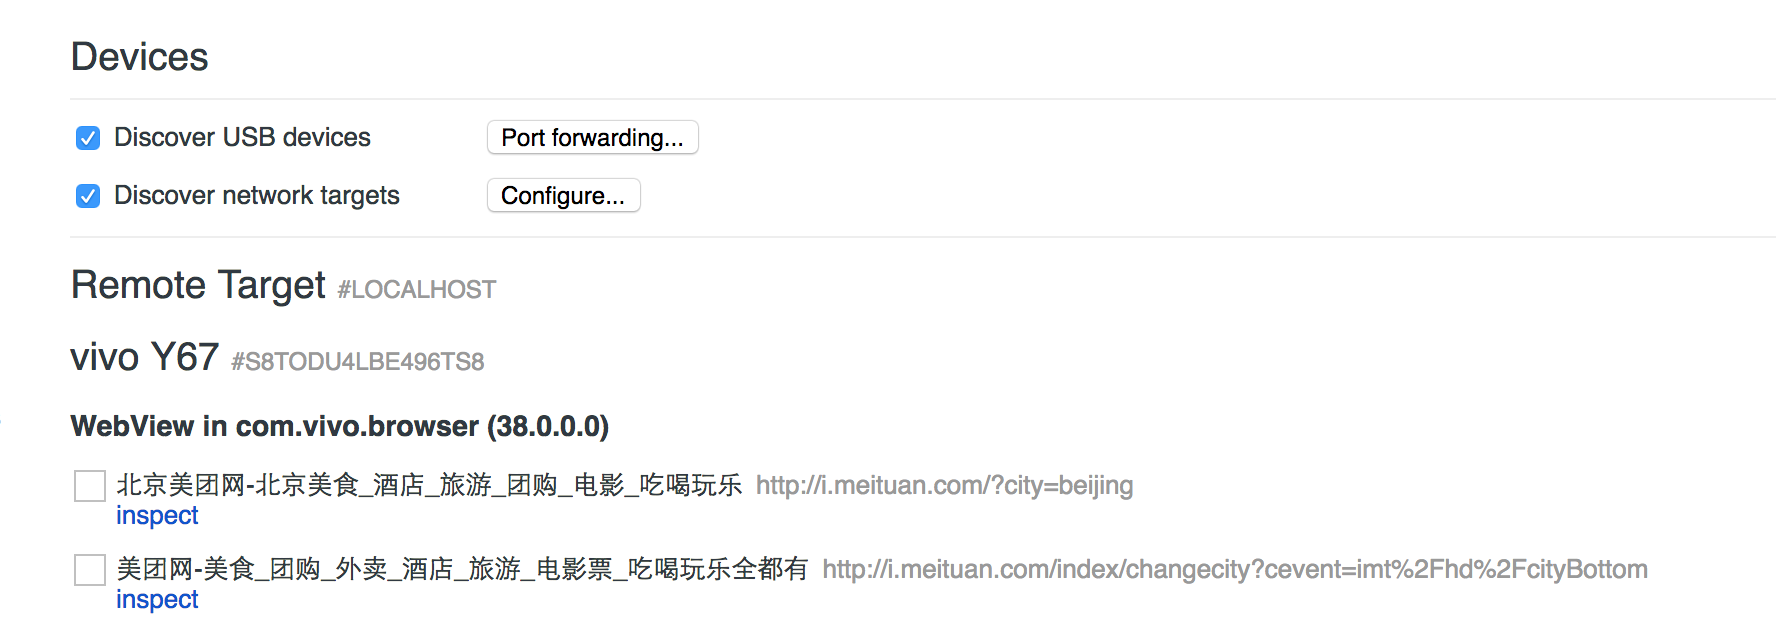 Devices
Discover USB devices Port forwarding...
Discover network targets Configure...
Remote Target #LOCALHOST
vivo Y67 #S8TODU4LBE496TS8
WebView in com.vivo.browser (38.0.0.0)
北京美团网-北京美食_酒店_旅游_团购_电影_吃喝玩乐 http://i.meituan.com/?city=beijing
inspect
美团网-美食_团购_外卖_酒店_旅游_电影票_吃喝玩乐全都有 http://i.meituan.com/index/changecity?cevent=imt%2Fhd%2FcityBottom
inspect